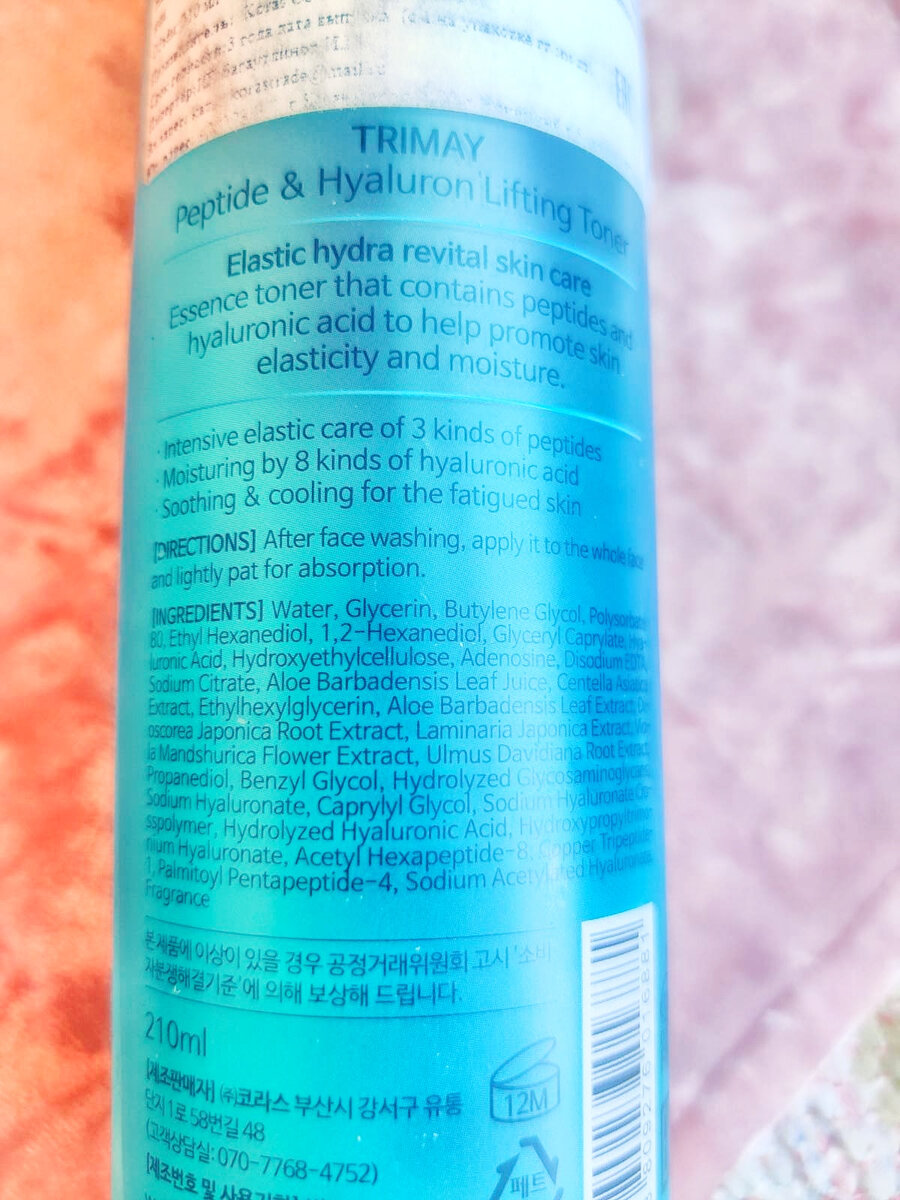 TRIMAY
Peptide & Hyaluron Lifting Toner
Elastic hydra revital skin care
Essence toner that contains peptides and
hyaluronic acid to help promote skin
elasticity and moisture.
· Intensive elastic care of 3 kinds of peptides
· Moisturing by 8 kinds of hyaluronic acid
· Soothing & cooling for the fatigued skin
[DIRECTIONS] After face washing, apply it to the whole face
and lightly pat for absorption.
[INGREDIENTS] Water, Glycerin, Butylene Glycol, Polysorbate
80, Ethyl Hexanediol, 1,2-Hexanediol, Glyceryl Caprylate, Hya-
luronic Acid, Hydroxyethylcellulose, Adenosine, Disodium EDTA,
Sodium Citrate, Aloe Barbadensis Leaf Juice, Centella Asiatica
Extract, Ethylhexylglycerin, Aloe Barbadensis Leaf Extract, Di-
oscorea Japonica Root Extract, Laminaria Japonica Extract, Vio-
la Mandshurica Flower Extract, Ulmus Davidiana Root Extract,
Propanediol, Benzyl Glycol, Hydrolyzed Glycosaminoglycans,
Sodium Hyaluronate, Caprylyl Glycol, Sodium Hyaluronate Cro-
sspolymer, Hydrolyzed Hyaluronic Acid, Hydroxypropyltrimo-
nium Hyaluronate, Acetyl Hexapeptide-8, Copper Tripeptide-
1, Palmitoyl Pentapeptide-4, Sodium Acetylated Hyaluronate,
Fragrance
본 제품에 이상이 있을 경우 공정거래위원회 고시 '소비
자분쟁해결기준'에 의해 보상해 드립니다.
210ml
[제조판매자] ㈜코라스 부산시 강서구 유통
단지 1로 58번길 48
(고객상담실: 070-7768-4752)
[제조번호 및 사용기한]
12M
페트